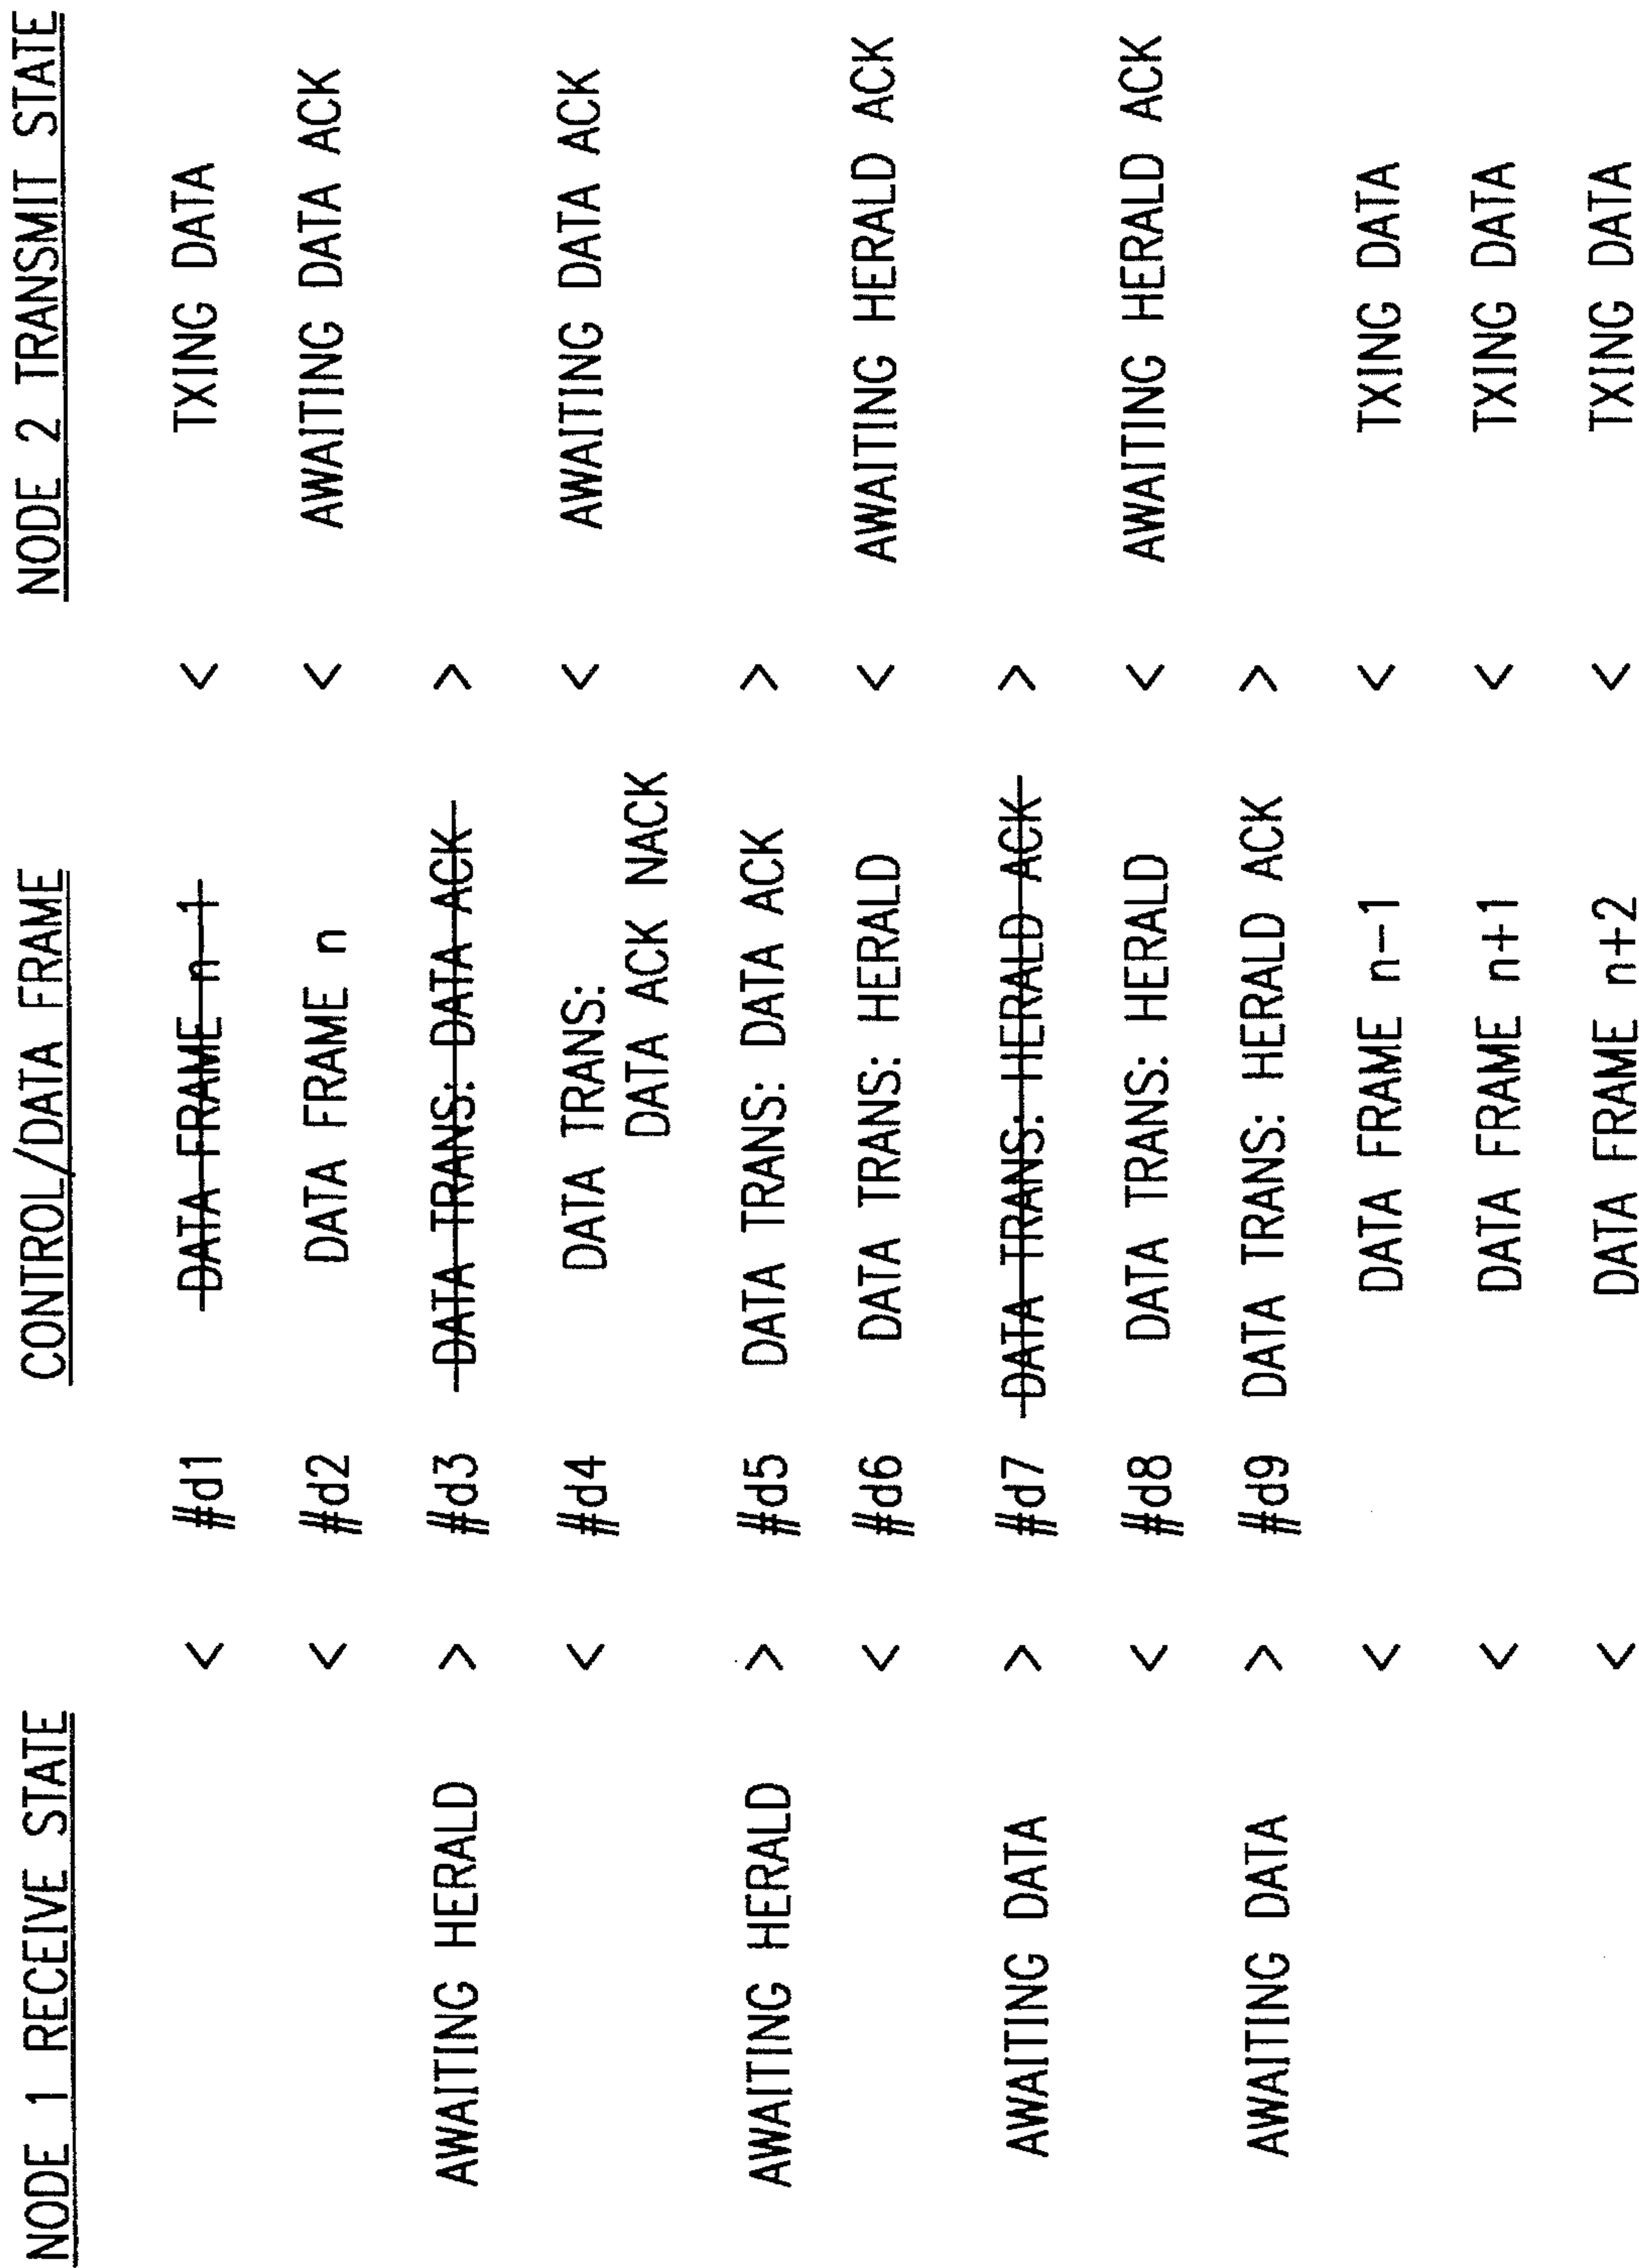 NODE 1 RECEIVE STATE CONTROL/DATA FRAME NODE 2 TRANSMIT STATE
< #d1 DATA FRAME n-1 < TXING DATA
< #d2 DATA FRAME n < AWAITING DATA ACK
AWAITING HERALD > #d3 DATA TRANS: DATA ACK >
< #d4 DATA TRANS: < AWAITING DATA ACK
DATA ACK NACK
AWAITING HERALD > #d5 DATA TRANS: DATA ACK >
< #d6 DATA TRANS: HERALD < AWAITING HERALD ACK
AWAITING DATA > #d7 DATA TRANS: HERALD ACK >
< #d8 DATA TRANS: HERALD < AWAITING HERALD ACK
AWAITING DATA > #d9 DATA TRANS: HERALD ACK >
< DATA FRAME n-1 < TXING DATA
< DATA FRAME n+1 < TXING DATA
< DATA FRAME n+2 < TXING DATA